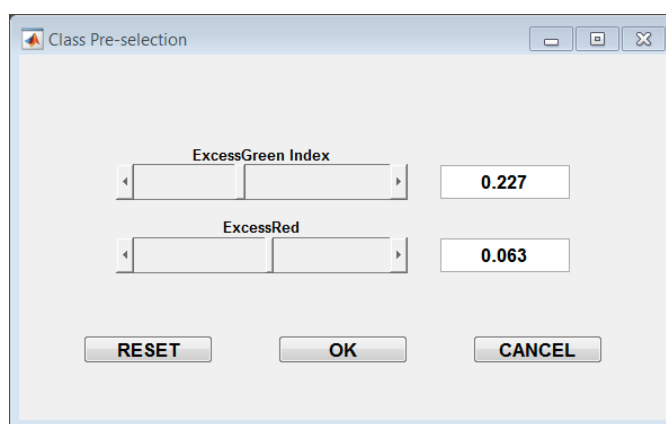 Class Pre-selection
ExcessGreen Index
0.227
ExcessRed
0.063
RESET OK CANCEL